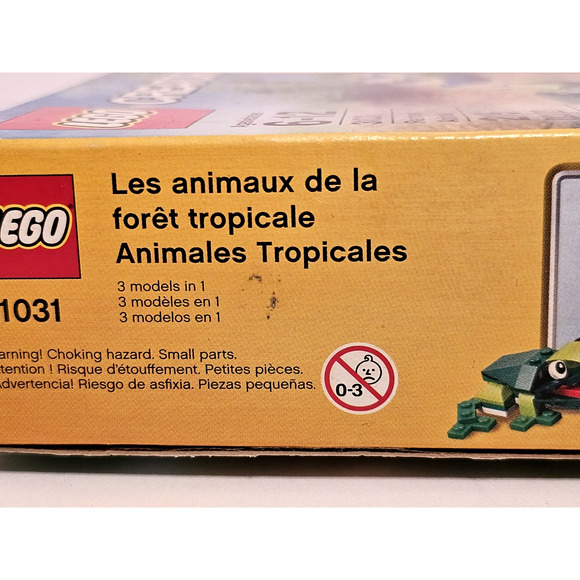 LEGO
Les animaux de la
forêt tropicale
Animales Tropicales
EGO
1031
3 models in 1
3 modèles en 1
3 modelos en 1
arning! Choking hazard. Small parts.
ttention ! Risque d'étouffement. Petites pièces.
Advertencia! Riesgo de asfixia. Piezas pequeñas.
0-3